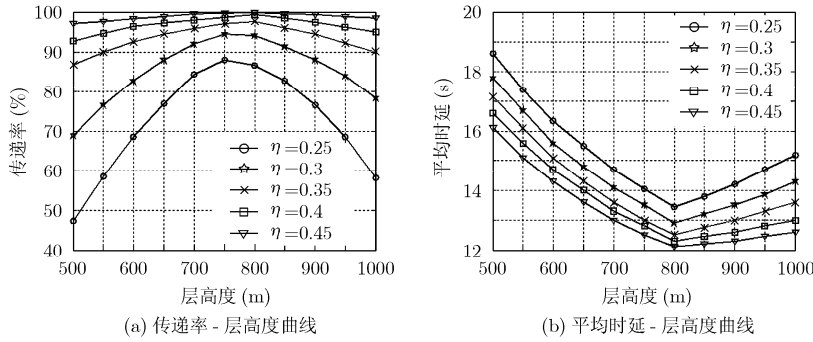 传递率 (%)
100
90
80
70
60
50
40
500
600
700
800
900
1000
η=0.25
η=0.3
η=0.35
η=0.4
η=0.45
层高度 (m)
(a) 传递率 - 层高度曲线
平均时延 (s)
20
18
16
14
12
500
600
700
800
900
1000
η=0.25
η=0.3
η=0.35
η=0.4
η=0.45
层高度 (m)
(b) 平均时延 - 层高度曲线